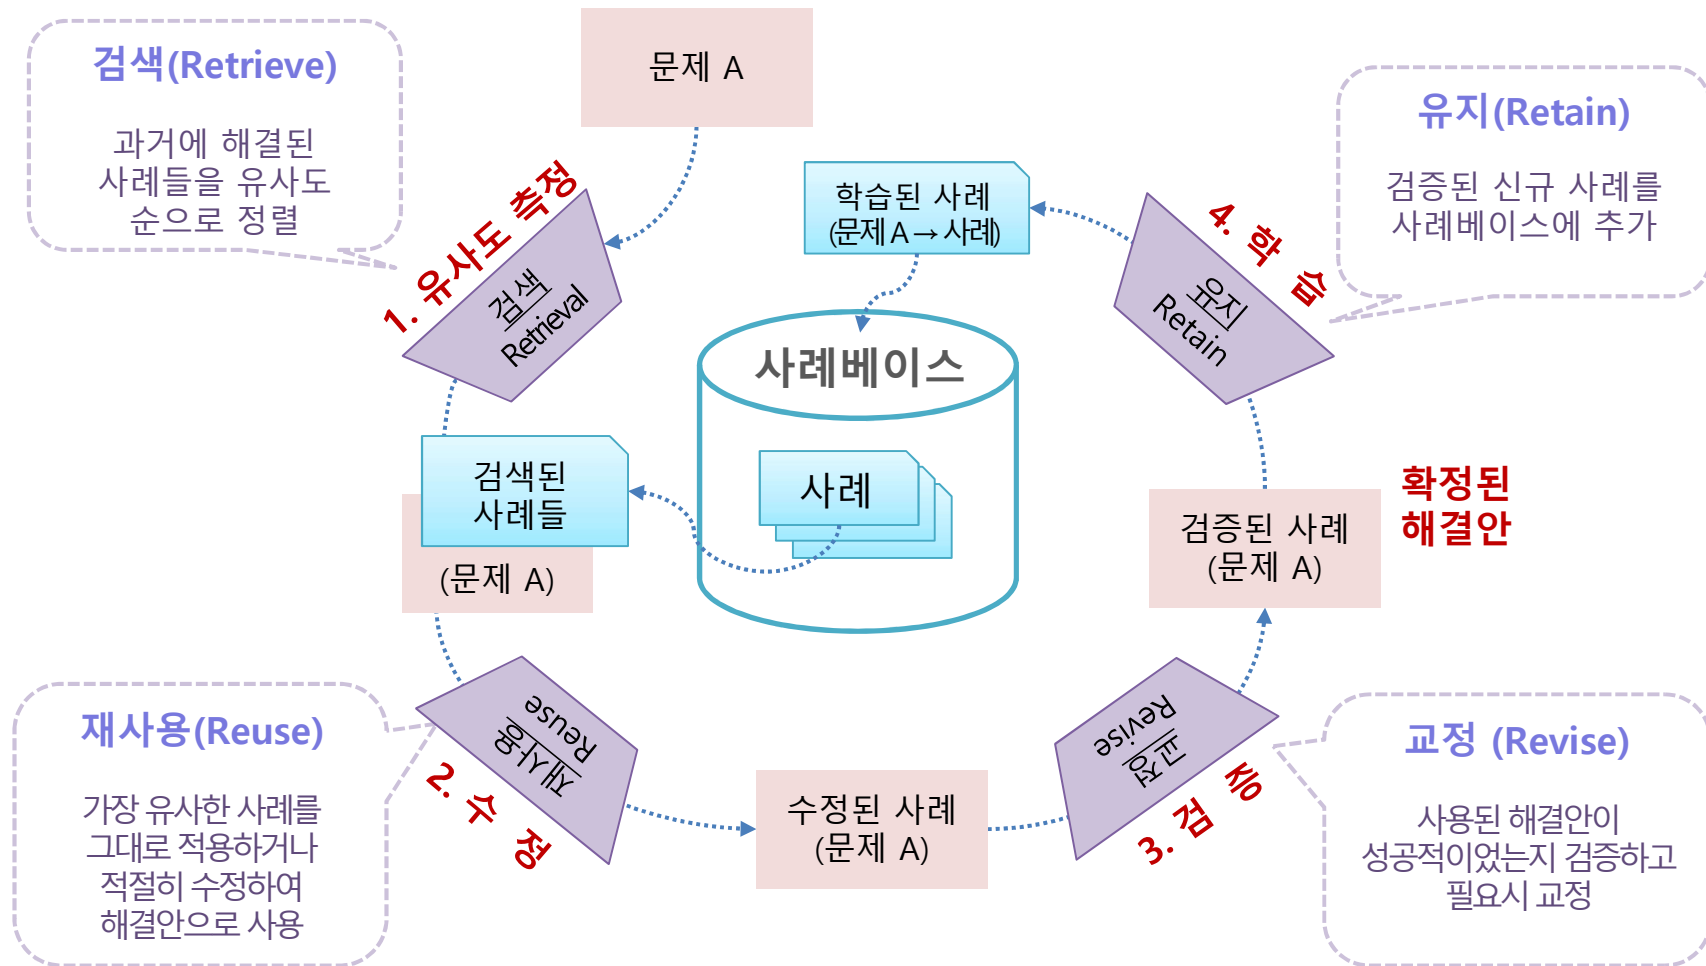 검색(Retrieve)
과거에 해결된
사례들을 유사도
순으로 정렬
문제 A
1. 유사도 측정
검색
Retrieval
학습된 사례
(문제 A→사례)
4. 학 습
유지
Retain
유지(Retain)
검증된 신규 사례를
사례베이스에 추가
사례베이스
사례
검색된
사례들
(문제 A)
검증된 사례
(문제 A)
확정된
해결안
재사용(Reuse)
가장 유사한 사례를
그대로 적용하거나
적절히 수정하여
해결안으로 사용
재사용
Reuse
2. 수 정
수정된 사례
(문제 A)
교정
Revise
3. 검 증
교정 (Revise)
사용된 해결안이
성공적이었는지 검증하고
필요시 교정